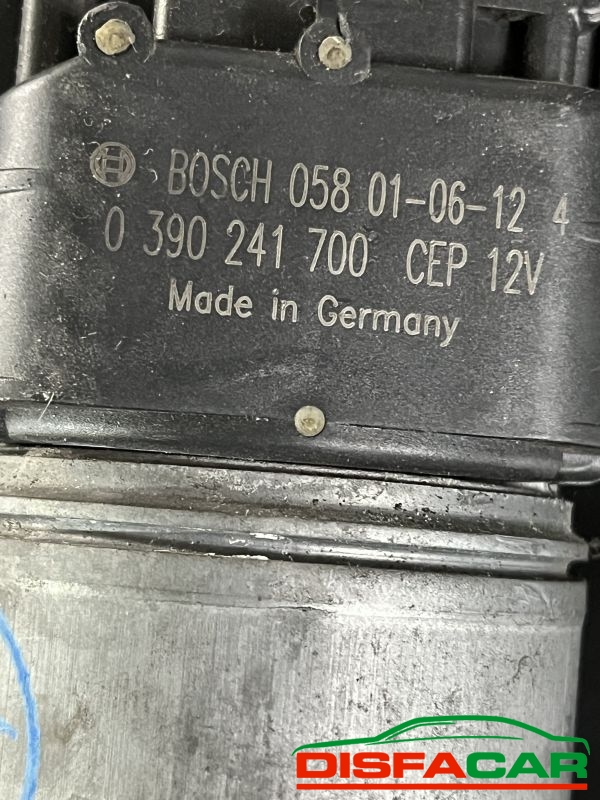 BOSCH 058 01-06-12 4
0 390 241 700 CEP 12V
Made in Germany
DISFACAR